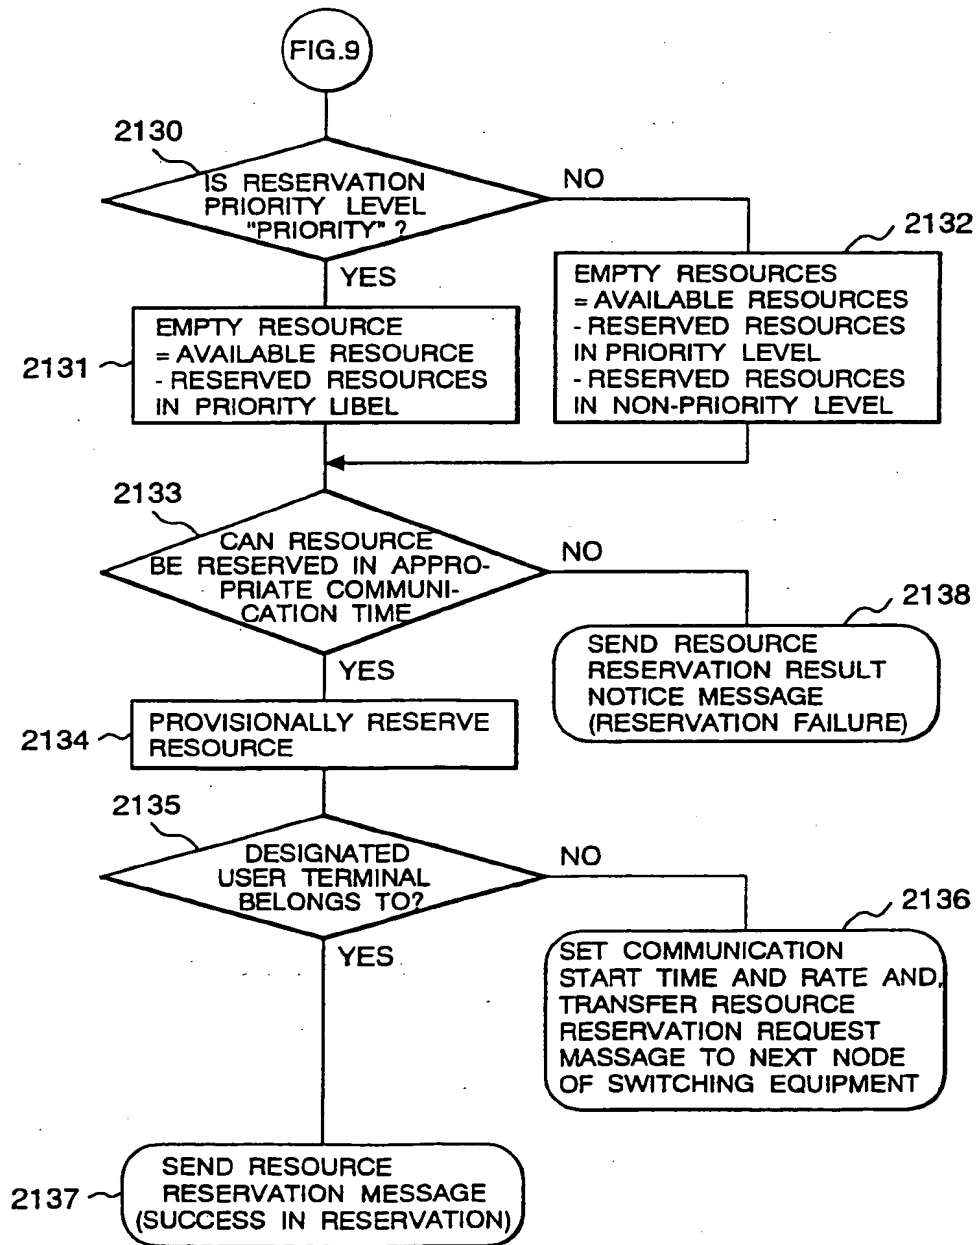 FIG.9
2130
IS RESERVATION
PRIORITY LEVEL
"PRIORITY" ?
NO
YES
2132
EMPTY RESOURCES
= AVAILABLE RESOURCES
- RESERVED RESOURCES
IN PRIORITY LEVEL
- RESERVED RESOURCES
IN NON-PRIORITY LEVEL
2131
EMPTY RESOURCE
= AVAILABLE RESOURCE
- RESERVED RESOURCES
IN PRIORITY LIBEL
2133
CAN RESOURCE
BE RESERVED IN APPRO-
PRIATE COMMUNI-
CATION TIME
NO
YES
2138
SEND RESOURCE
RESERVATION RESULT
NOTICE MESSAGE
(RESERVATION FAILURE)
2134
PROVISIONALLY RESERVE
RESOURCE
2135
DESIGNATED
USER TERMINAL
BELONGS TO?
NO
YES
2136
SET COMMUNICATION
START TIME AND RATE AND,
TRANSFER RESOURCE
RESERVATION REQUEST
MASSAGE TO NEXT NODE
OF SWITCHING EQUIPMENT
2137
SEND RESOURCE
RESERVATION MESSAGE
(SUCCESS IN RESERVATION)